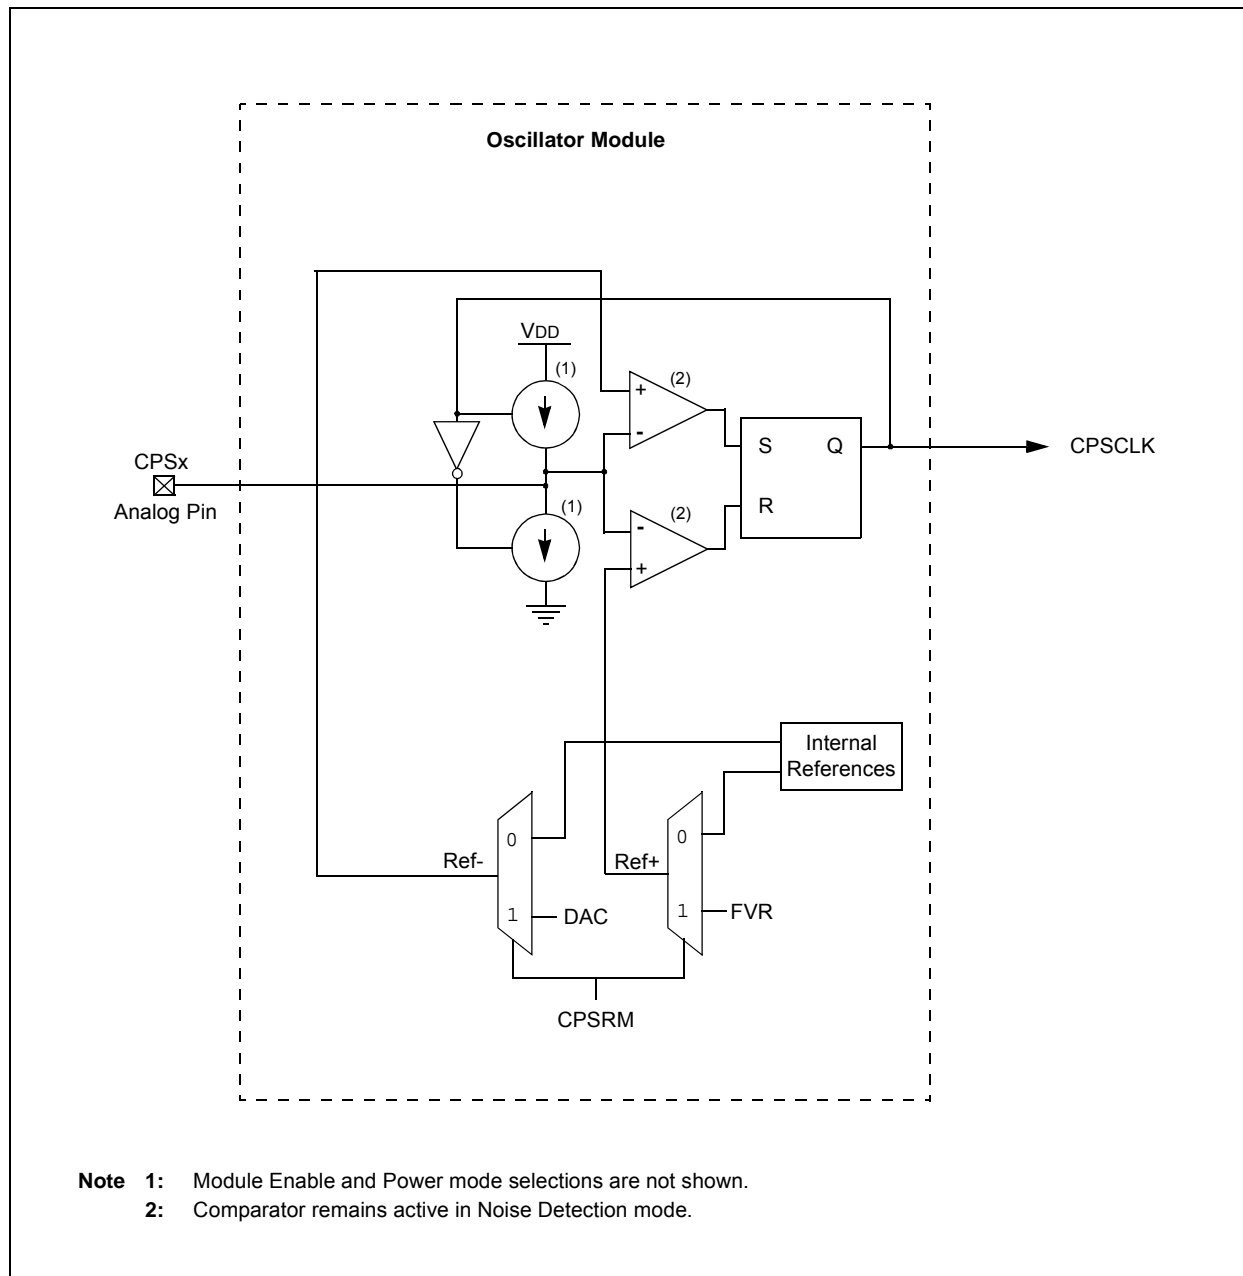 Oscillator Module
VDD
(1)
(2)
+
-
S Q
CPSCLK
CPSx
Analog Pin
R
(1)
(2)
-
+
Internal
References
0
0
Ref-
Ref+
1
DAC
1
FVR
CPSRM
Note 1: Module Enable and Power mode selections are not shown.
2: Comparator remains active in Noise Detection mode.